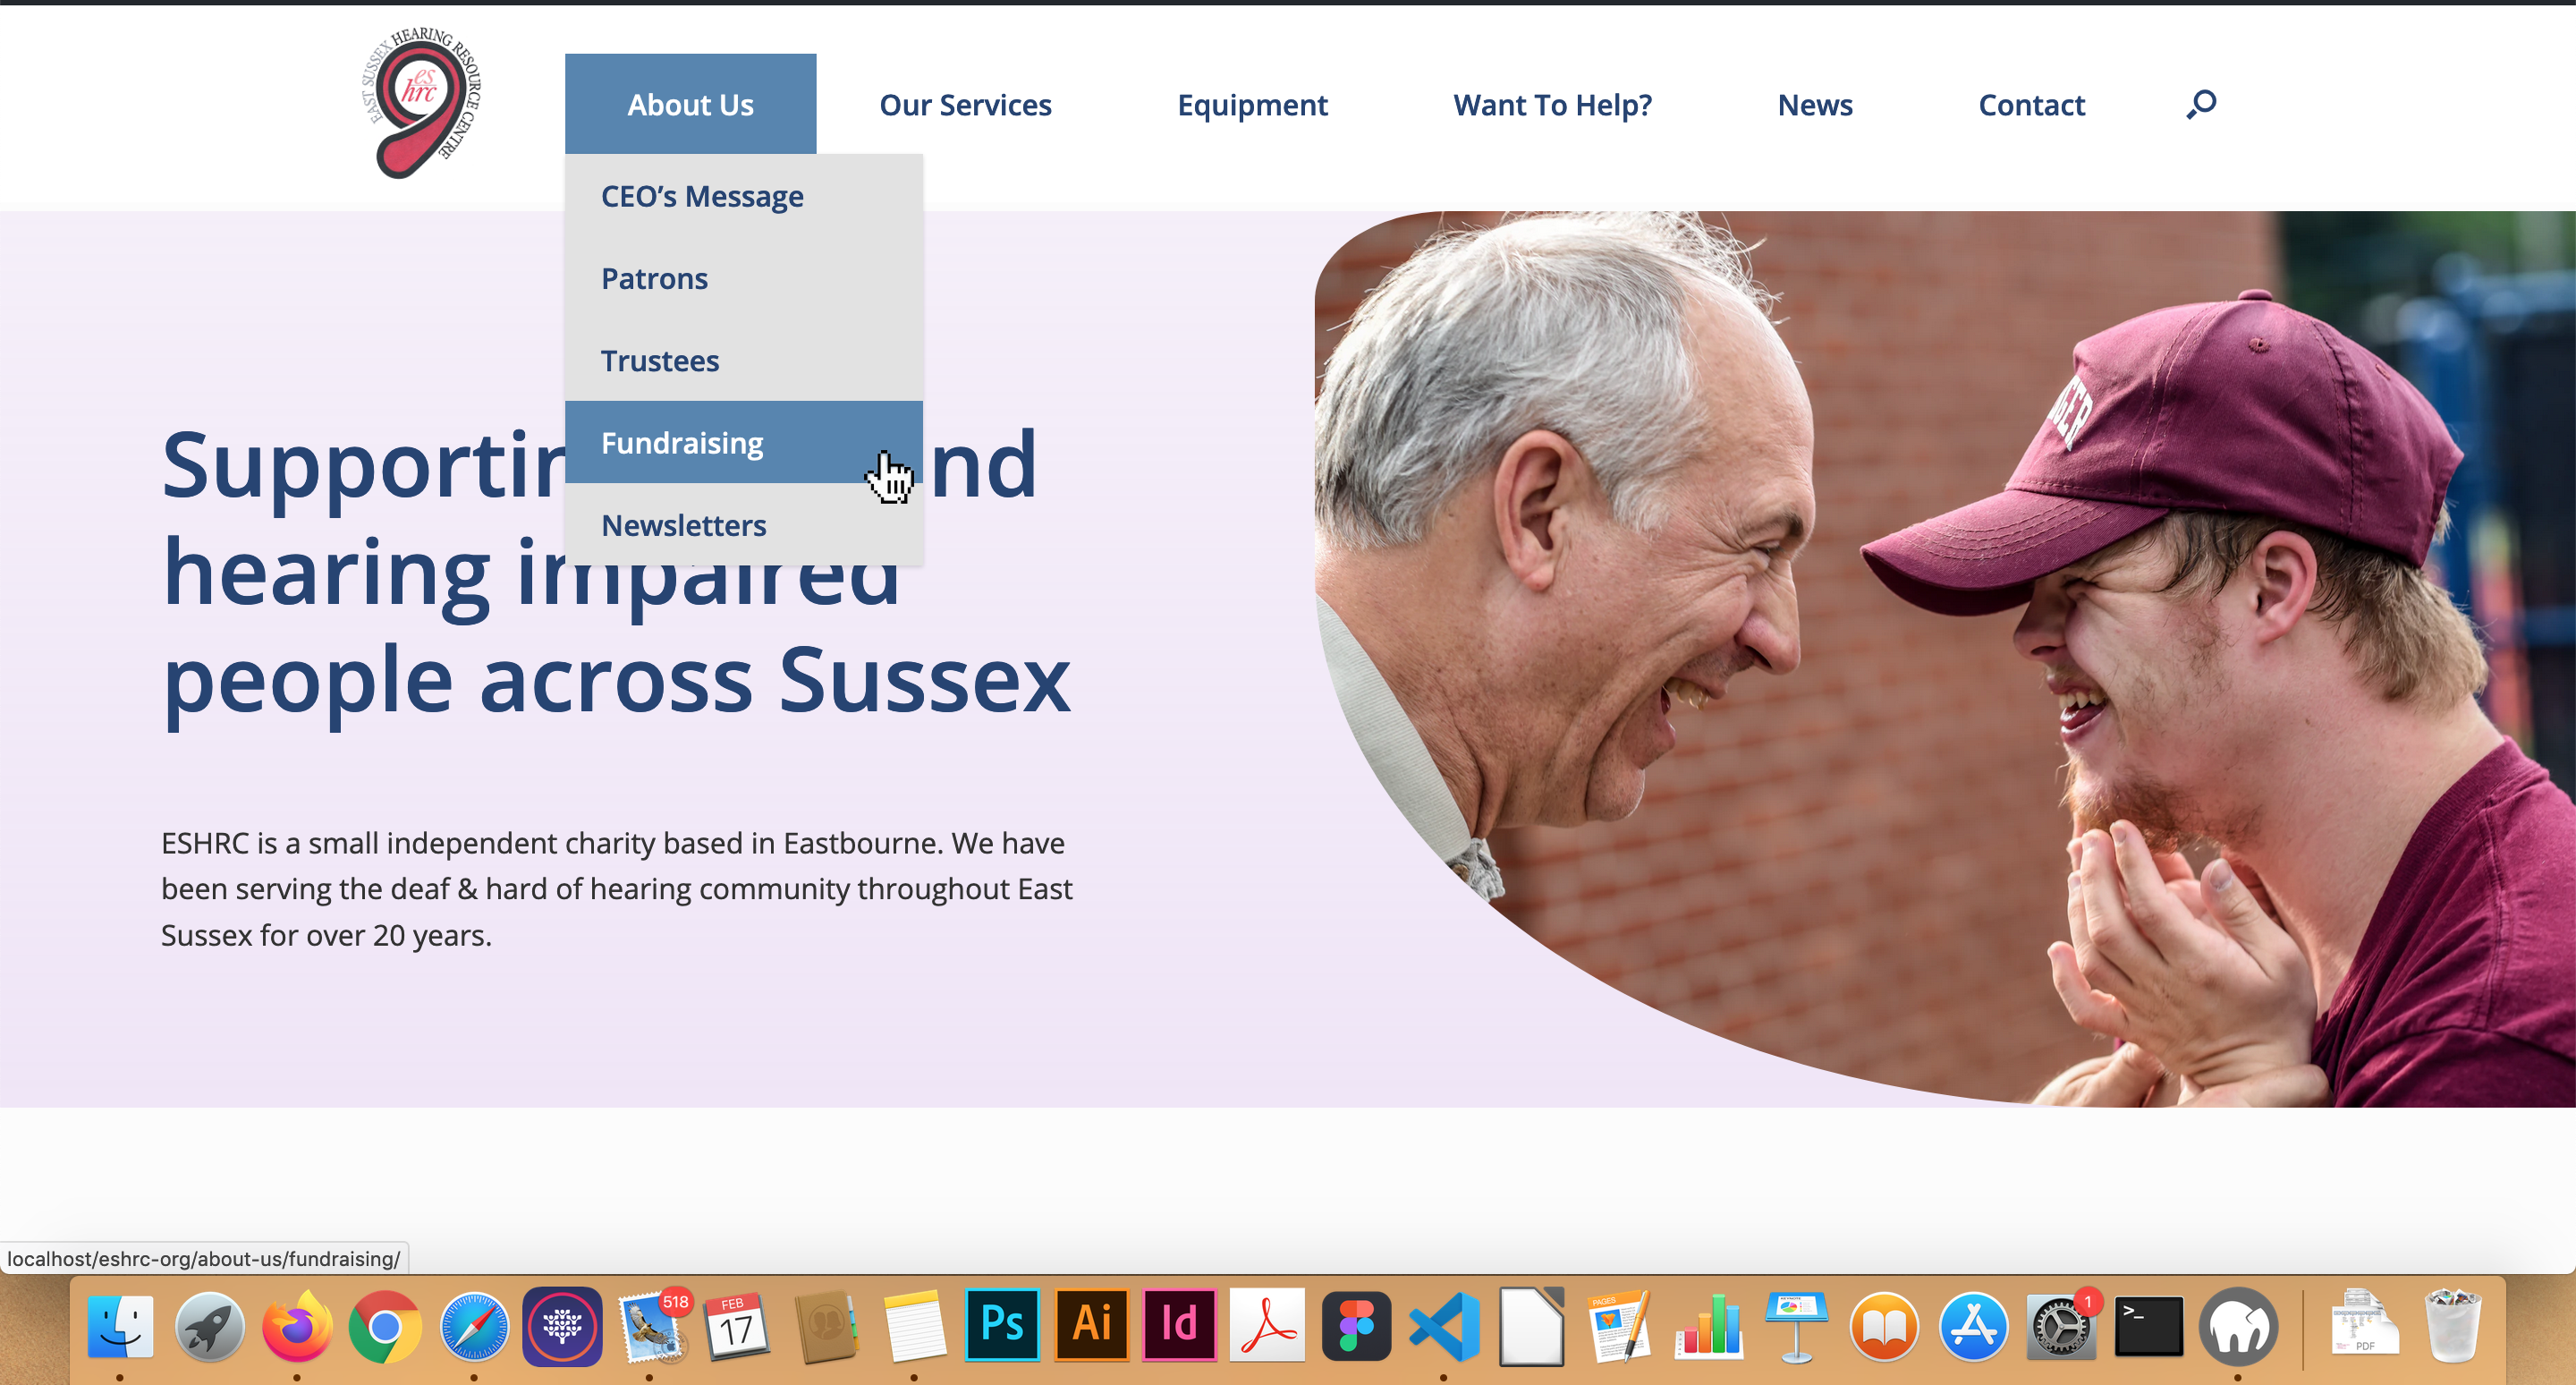 EAST SUSSEX HEARING RESOURCE CENTRE
es
hrc
About Us
Our Services
Equipment
Want To Help?
News
Contact
CEO’s Message
Patrons
Trustees
Fundraising
Newsletters
Supportin nd
hearing impaired
people across Sussex
ESHRC is a small independent charity based in Eastbourne. We have
been serving the deaf & hard of hearing community throughout East
Sussex for over 20 years.
localhost/eshrc-org/about-us/fundraising/
518
FEB
17
Ps
Ai
Id
PAGES
1
>_
PDF